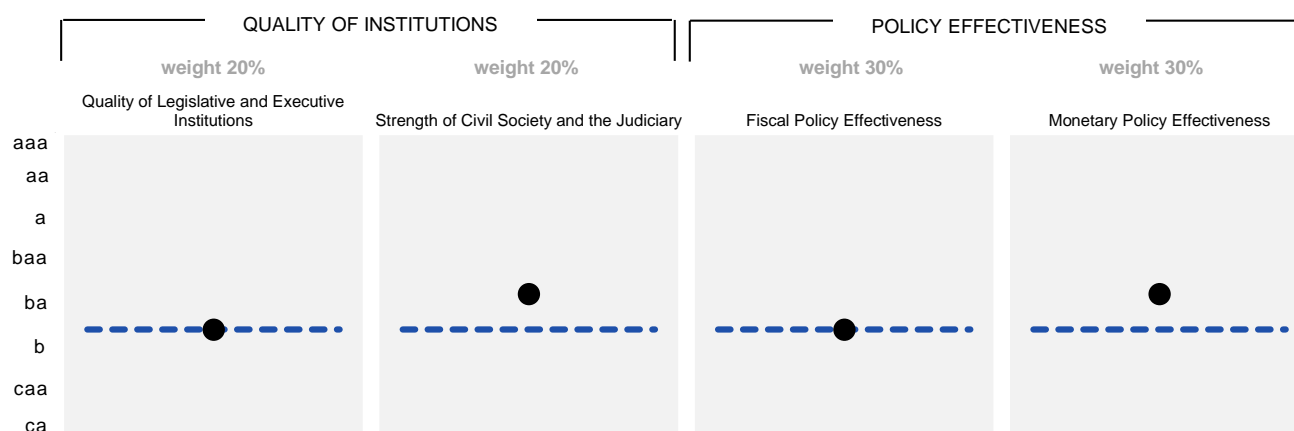 QUALITY OF INSTITUTIONS
POLICY EFFECTIVENESS
weight 20%
weight 20%
weight 30%
weight 30%
Quality of Legislative and Executive
Institutions
Strength of Civil Society and the Judiciary
Fiscal Policy Effectiveness
Monetary Policy Effectiveness
aaa
aa
a
baa
ba
b
caa
ca